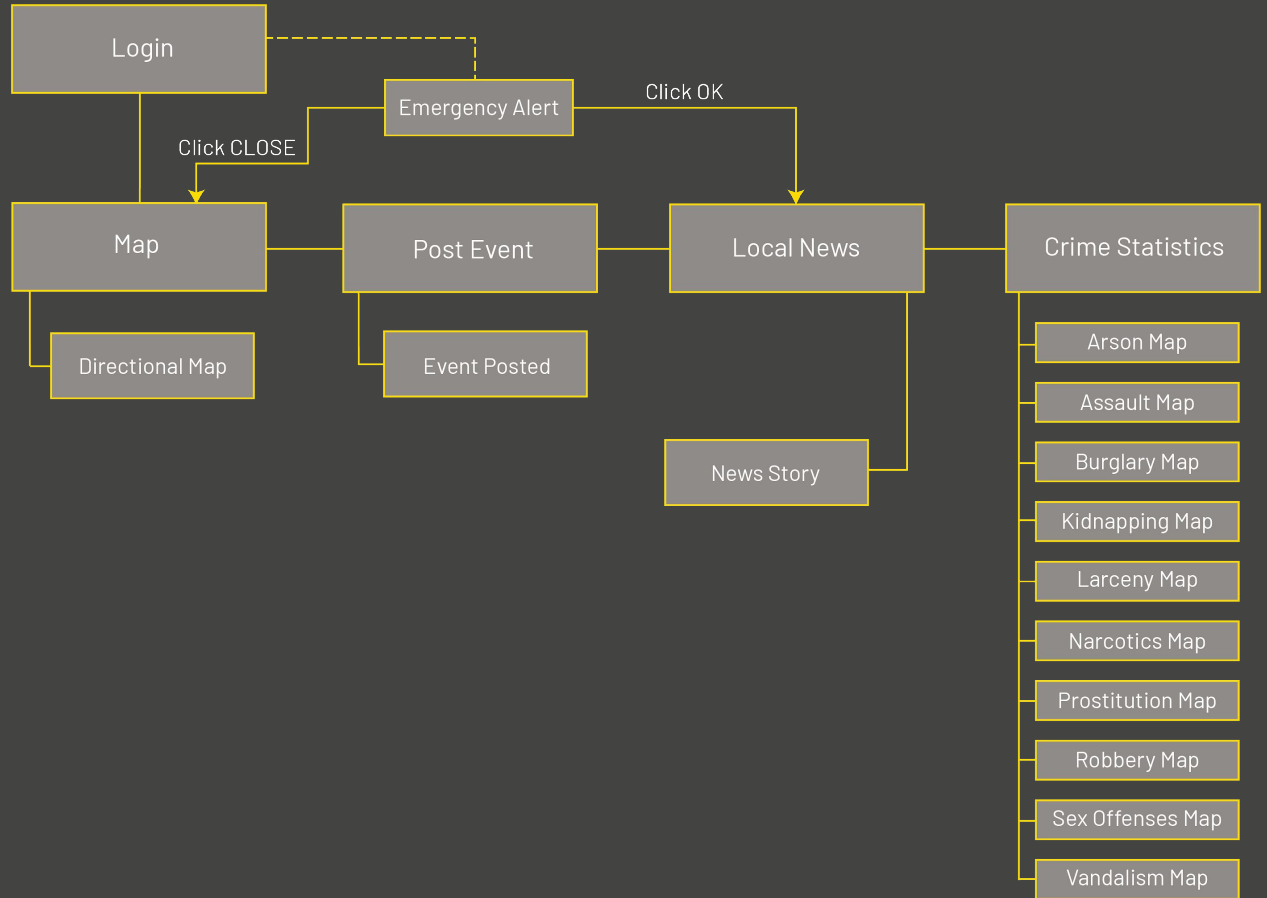 Login
Emergency Alert
Click OK
Click CLOSE
Map
Post Event
Local News
Crime Statistics
Directional Map
Event Posted
News Story
Arson Map
Assault Map
Burglary Map
Kidnapping Map
Larceny Map
Narcotics Map
Prostitution Map
Robbery Map
Sex Offenses Map
Vandalism Map